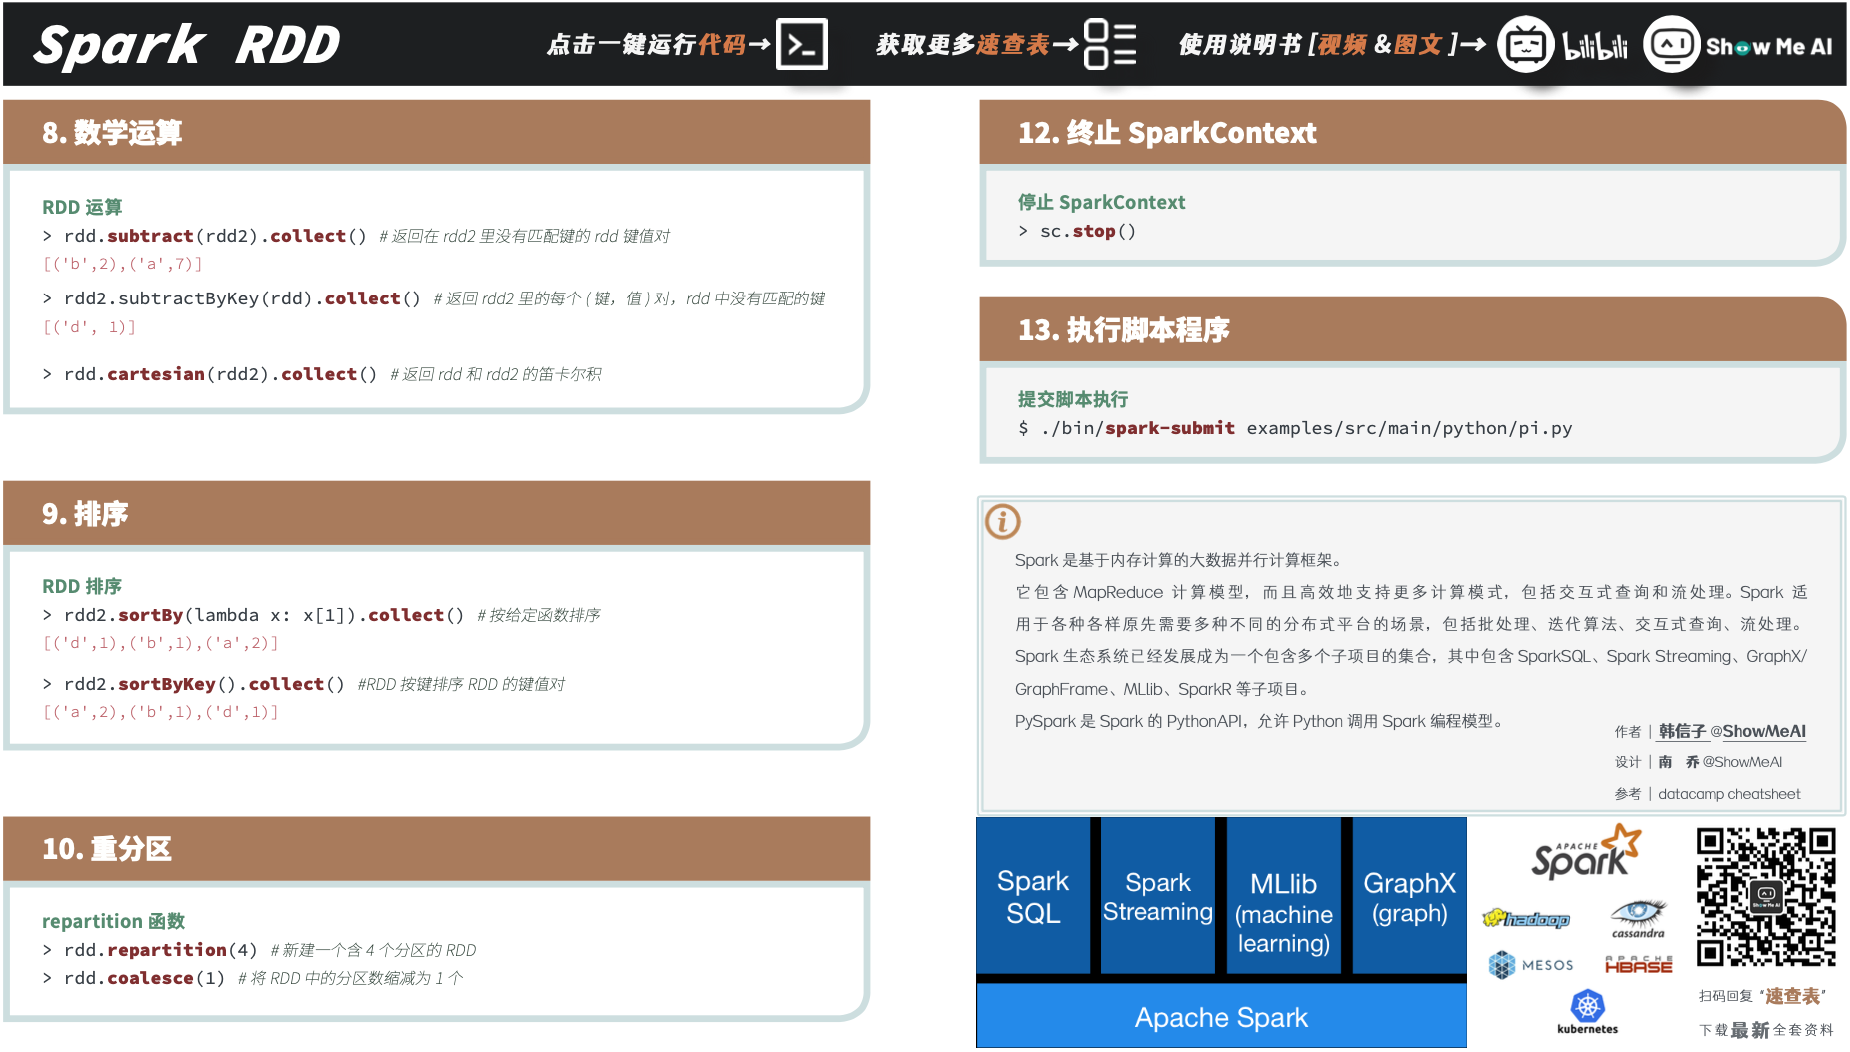 Spark RDD
点击一键运行代码→
获取更多速查表→
使用说明书 [视频 &图文 ]→
bilibili
Show Me AI
8. 数学运算
RDD 运算
> rdd.subtract(rdd2).collect() # 返回在 rdd2 里没有匹配键的 rdd 键值对
[('b',2),('a',7)]
> rdd2.subtractByKey(rdd).collect() # 返回 rdd2 里的每个 ( 键，值 ) 对，rdd 中没有匹配的键
[('d', 1)]
> rdd.cartesian(rdd2).collect() # 返回 rdd 和 rdd2 的笛卡尔积
9. 排序
RDD 排序
> rdd2.sortBy(lambda x: x[1]).collect() # 按给定函数排序
[('d',1),('b',1),('a',2)]
> rdd2.sortByKey().collect() #RDD 按键排序 RDD 的键值对
[('a',2),('b',1),('d',1)]
10. 重分区
repartition 函数
> rdd.repartition(4) # 新建一个含 4 个分区的 RDD
> rdd.coalesce(1) # 将 RDD 中的分区数缩减为 1 个
12. 终止 SparkContext
停止 SparkContext
> sc.stop()
13. 执行脚本程序
提交脚本执行
$ ./bin/spark-submit examples/src/main/python/pi.py
i
Spark 是基于内存计算的大数据并行计算框架。
它包含 MapReduce 计算模型，而且高效地支持更多计算模式，包括交互式查询和流处理。Spark 适
用于各种各样原先需要多种不同的分布式平台的场景，包括批处理、迭代算法、交互式查询、流处理。
Spark 生态系统已经发展成为一个包含多个子项目的集合，其中包含 SparkSQL、Spark Streaming、GraphX/
GraphFrame、MLlib、SparkR 等子项目。
PySpark 是 Spark 的 PythonAPI，允许 Python 调用 Spark 编程模型。
作者 | 韩信子 @ShowMeAI
设计 | 南 乔 @ShowMeAI
参考 | datacamp cheatsheet
Spark
SQL
Spark
Streaming
MLlib
(machine
learning)
GraphX
(graph)
Apache Spark
APACHE
Spark
hadoop
cassandra
MESOS
APACHE
HBASE
kubernetes
Show Me AI
扫码回复 “速查表”
下载最新全套资料